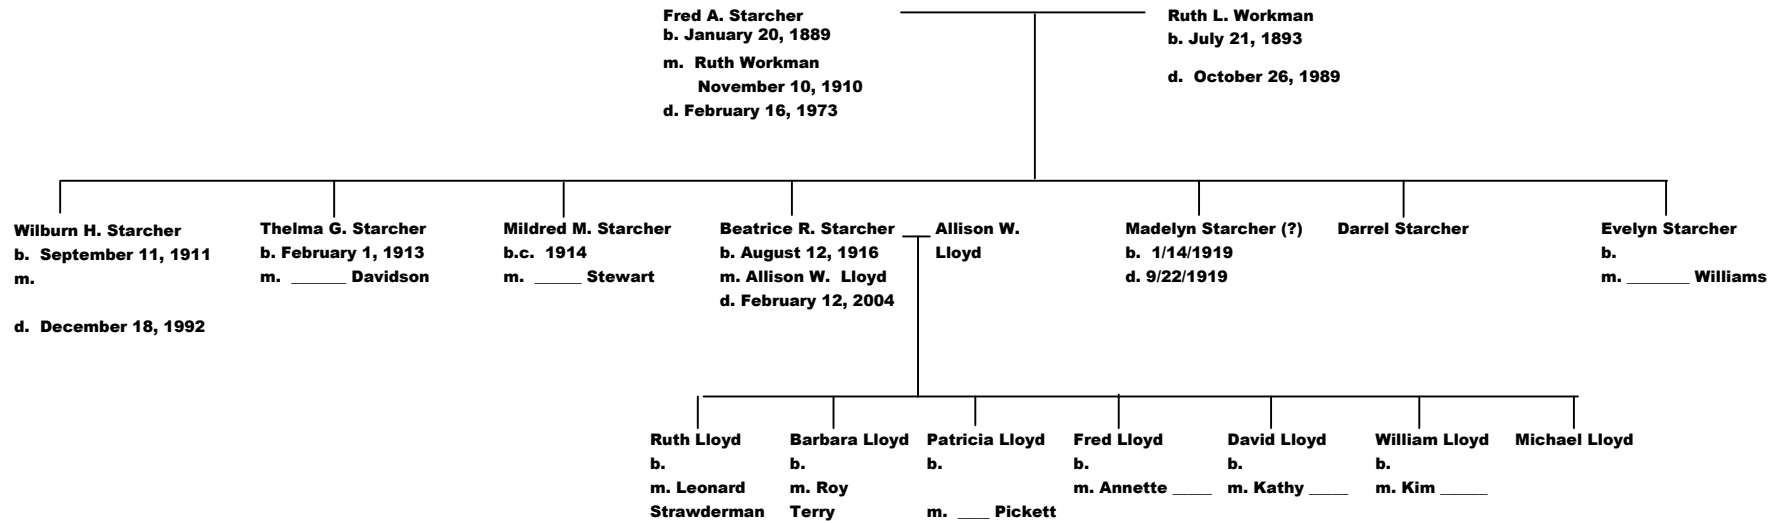 Fred A. Starcher
b. January 20, 1889
m. Ruth Workman
November 10, 1910
d. February 16, 1973
Ruth L. Workman
b. July 21, 1893
d. October 26, 1989
Wilburn H. Starcher
b. September 11, 1911
m.
d. December 18, 1992
Thelma G. Starcher
b. February 1, 1913
m. ______ Davidson
Mildred M. Starcher
b.c. 1914
m. _____ Stewart
Beatrice R. Starcher
b. August 12, 1916
m. Allison W. Lloyd
d. February 12, 2004
Allison W.
Lloyd
Madelyn Starcher (?)
b. 1/14/1919
d. 9/22/1919
Darrel Starcher
Evelyn Starcher
b.
m. _______ Williams
Ruth Lloyd
b.
m. Leonard
Strawderman
Barbara Lloyd
b.
m. Roy
Terry
Patricia Lloyd
b.
m. ____ Pickett
Fred Lloyd
b.
m. Annette ____
David Lloyd
b.
m. Kathy ____
William Lloyd
b.
m. Kim _____
Michael Lloyd